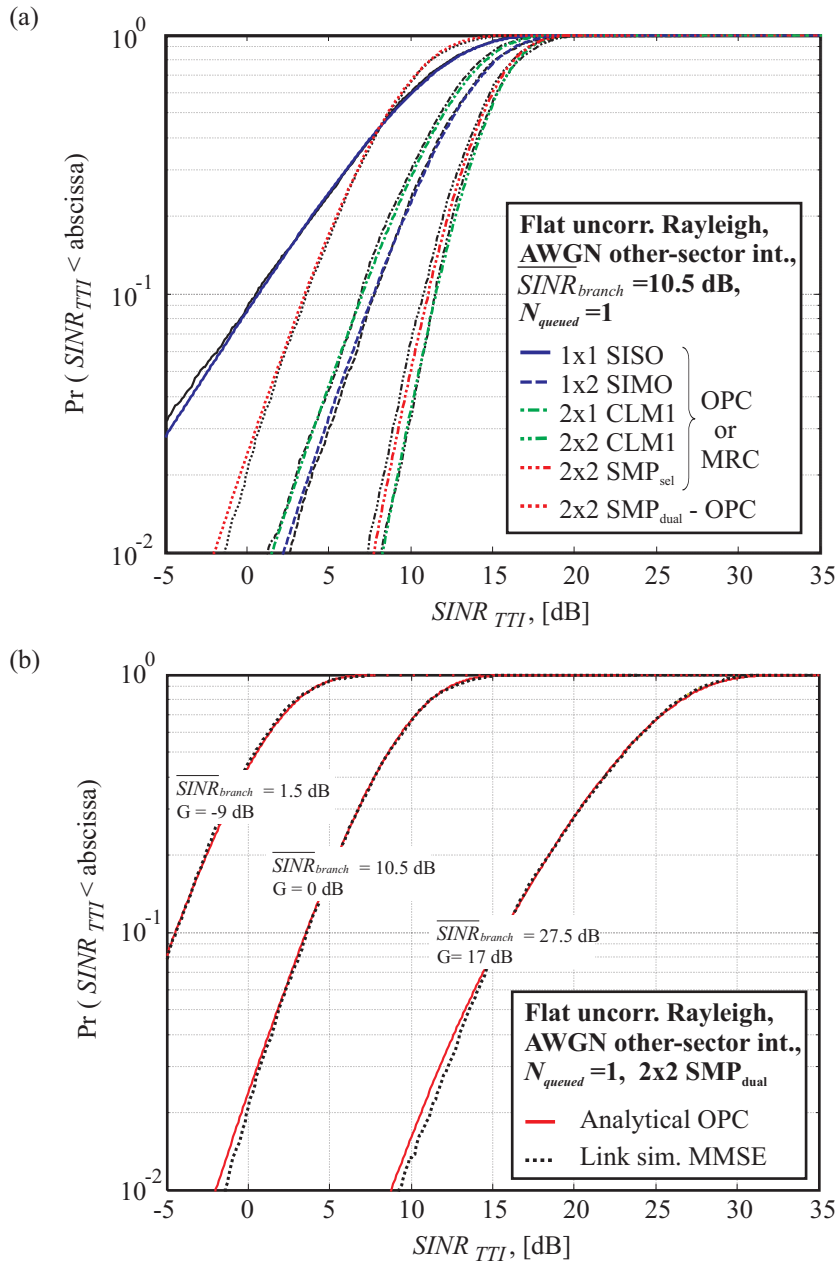 (a)
10^0
10^-1
10^-2
Pr ( SINR_TTI < abscissa)
-5 0 5 10 15 20 25 30 35
SINR_TTI, [dB]
Flat uncorr. Rayleigh,
AWGN other-sector int.,
SINR_branch =10.5 dB,
N_queued =1
1x1 SISO
1x2 SIMO
2x1 CLM1
2x2 CLM1
2x2 SMP_sel
OPC
or
MRC
2x2 SMP_dual - OPC
(b)
10^0
10^-1
10^-2
Pr ( SINR_TTI < abscissa)
SINR_branch = 1.5 dB
G = -9 dB
SINR_branch = 10.5 dB
G = 0 dB
SINR_branch = 27.5 dB
G= 17 dB
Flat uncorr. Rayleigh,
AWGN other-sector int.,
N_queued =1, 2x2 SMP_dual
Analytical OPC
Link sim. MMSE
-5 0 5 10 15 20 25 30 35
SINR_TTI, [dB]